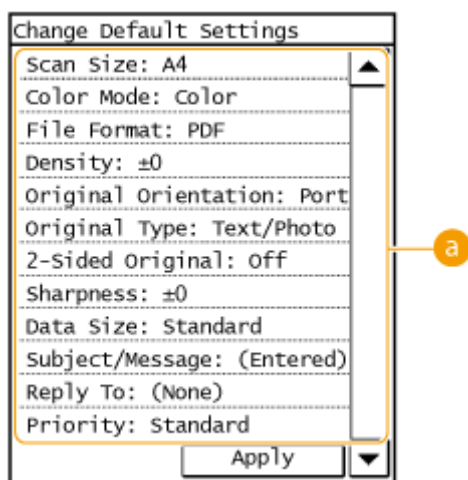 Change Default Settings
Scan Size: A4
Color Mode: Color
File Format: PDF
Density: ±0
Original Orientation: Port
Original Type: Text/Photo
2-Sided Original: Off
Sharpness: ±0
Data Size: Standard
Subject/Message: (Entered)
Reply To: (None)
Priority: Standard
Apply
a